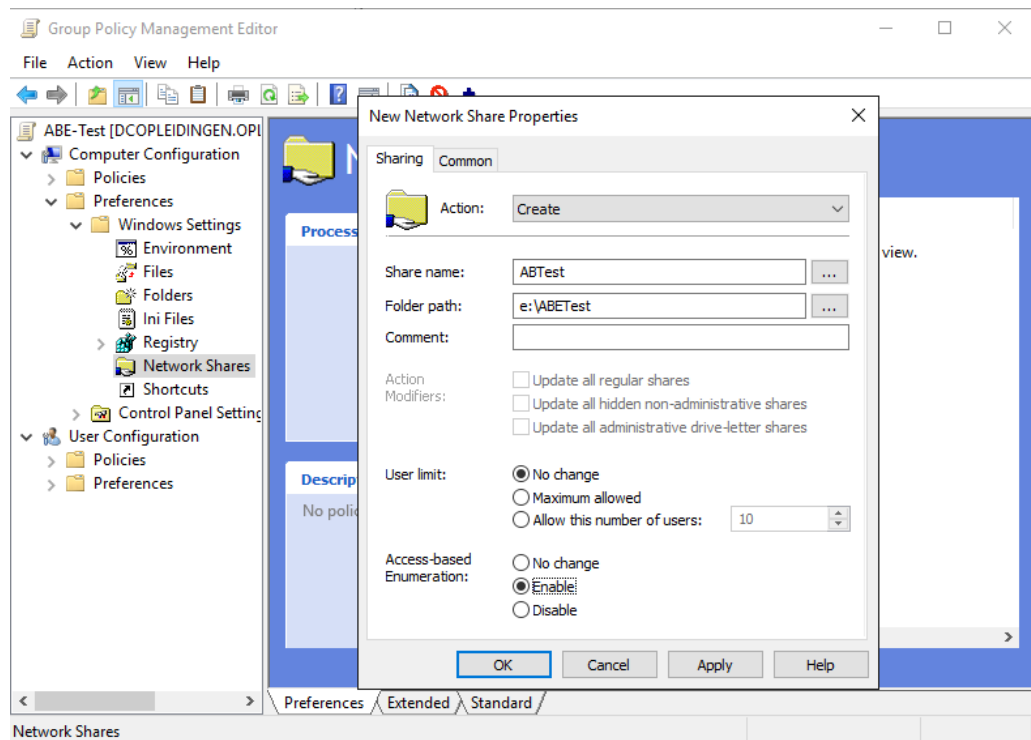 Group Policy Management Editor
File Action View Help
ABE-Test [DCOPLEIDINGEN.OPL
Computer Configuration
Policies
Preferences
Windows Settings
Environment
Files
Folders
Ini Files
Registry
Network Shares
Shortcuts
Control Panel Setting
User Configuration
Policies
Preferences
N
Process
Descrip
No polic
view.
New Network Share Properties
Sharing Common
Action: Create
Share name: ABTest ...
Folder path: e:\ABETest ...
Comment:
Action
Modifiers:
Update all regular shares
Update all hidden non-administrative shares
Update all administrative drive-letter shares
User limit: No change
Maximum allowed
Allow this number of users: 10
Access-based
Enumeration:
No change
Enable
Disable
OK Cancel Apply Help
Preferences Extended Standard
Network Shares